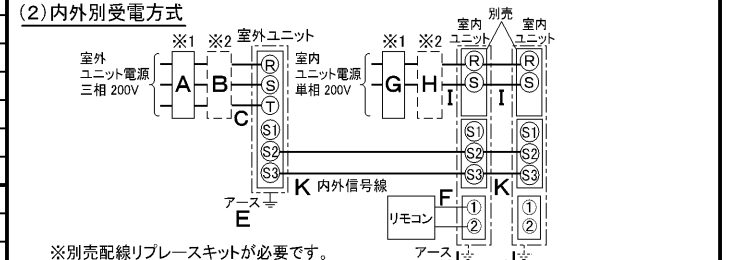 (2)内外別受電方式
※1 ※2 室外ユニット
室外
ユニット電源
三相 200V
A B C
R
S
T
S1
S2
S3
アース
E
室内
ユニット電源
単相 200V
※1 ※2
G H
別売
室内
ユニット
室内
ユニット
R
S
I
R
S
I
S1
S2
S3
S1
S2
S3
K 内外信号線
K
リモコン
F
①
②
①
②
アース
※別売配線リプレースキットが必要です。